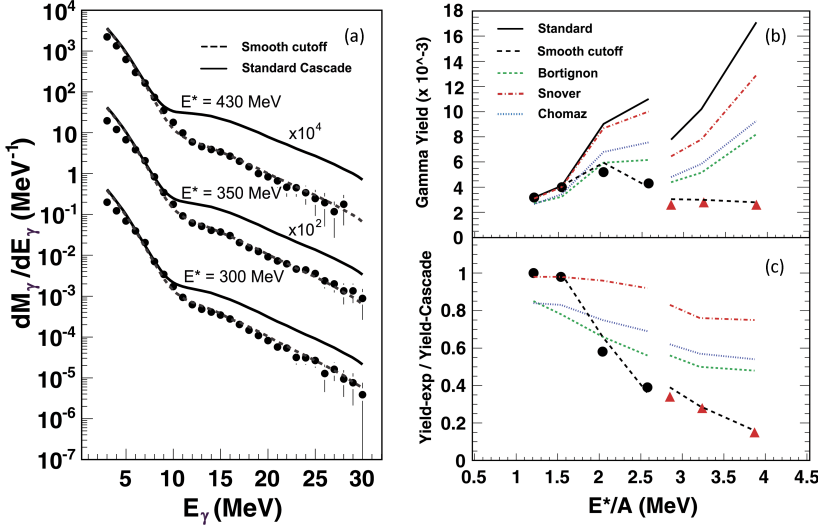 (a)
Smooth cutoff
Standard Cascade
E* = 430 MeV
x10^4
E* = 350 MeV
x10^2
E* = 300 MeV
10^4
10^3
10^2
10
1
10^-1
10^-2
10^-3
10^-4
10^-5
10^-6
10^-7
5 10 15 20 25 30
dMγ/dEγ (MeV^-1)
Eγ (MeV)
(b)
Standard
Smooth cutoff
Bortignon
Snover
Chomaz
18
16
14
12
10
8
6
4
2
0
Gamma Yield (x 10^-3)
(c)
1
0.8
0.6
0.4
0.2
0
Yield-exp / Yield-Cascade
0.5 1 1.5 2 2.5 3 3.5 4 4.5
E*/A (MeV)